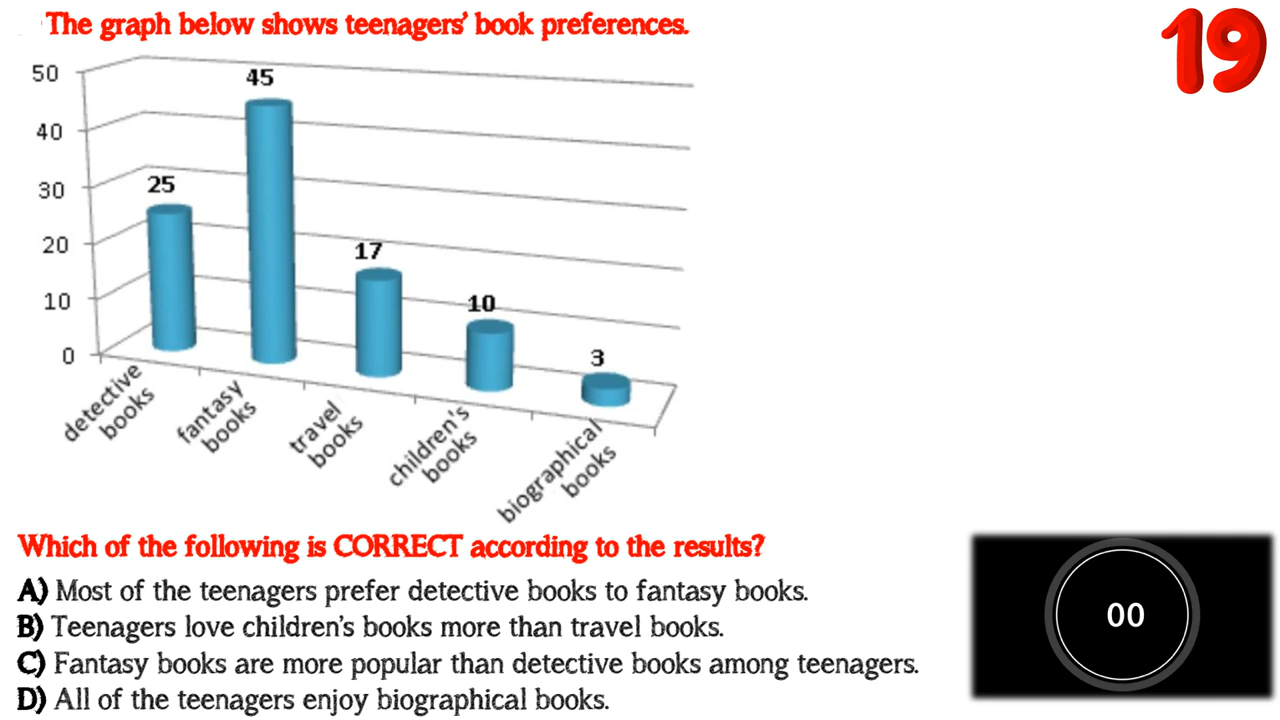 The graph below shows teenagers' book preferences.
19
50
40
30
20
10
0
25
45
17
10
3
detective
books
fantasy
books
travel
books
children's
books
biographical
books
Which of the following is CORRECT according to the results?
A) Most of the teenagers prefer detective books to fantasy books.
B) Teenagers love children's books more than travel books.
C) Fantasy books are more popular than detective books among teenagers.
D) All of the teenagers enjoy biographical books.
00